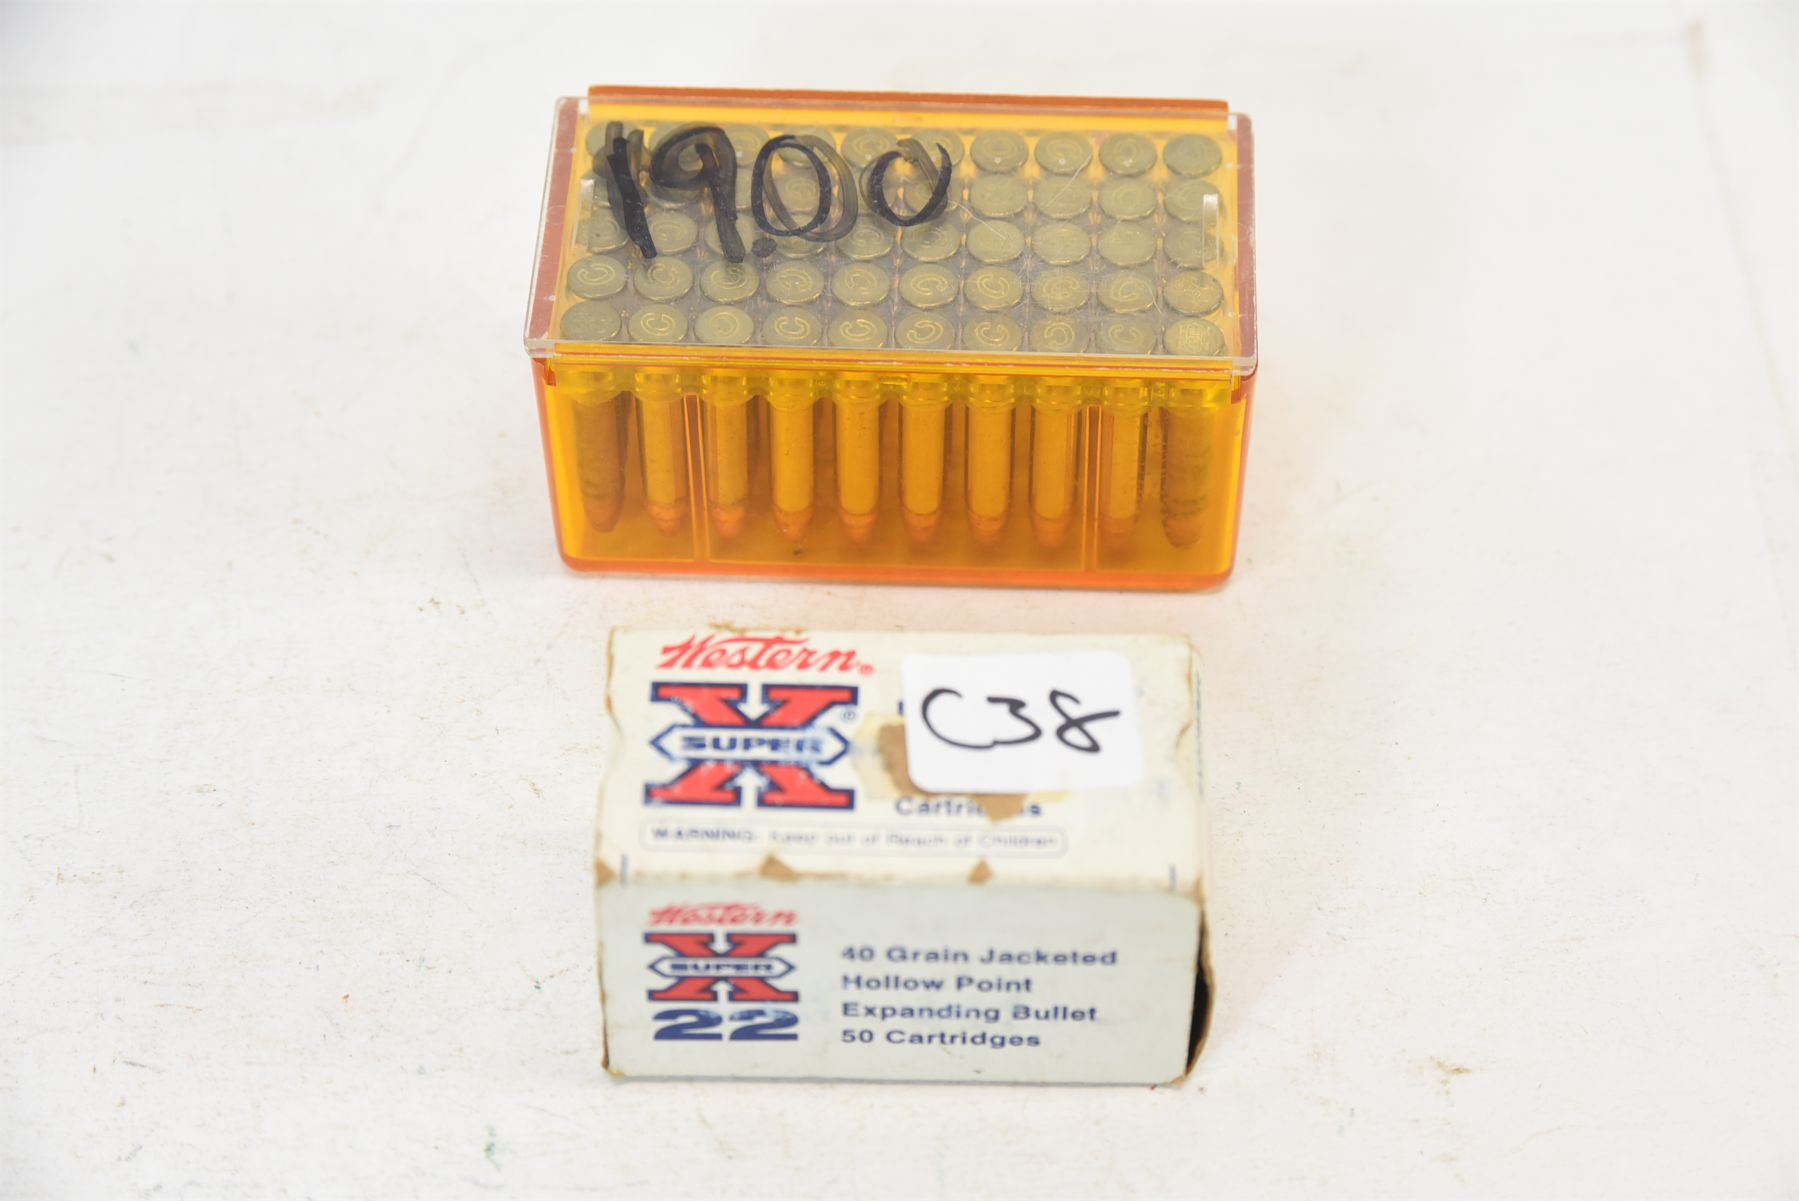 19.00
Western®
X®
SUPER
C38
WARNING: Keep out of Reach of Children
Western
X
SUPER
22
40 Grain Jacketed
Hollow Point
Expanding Bullet
50 Cartridges